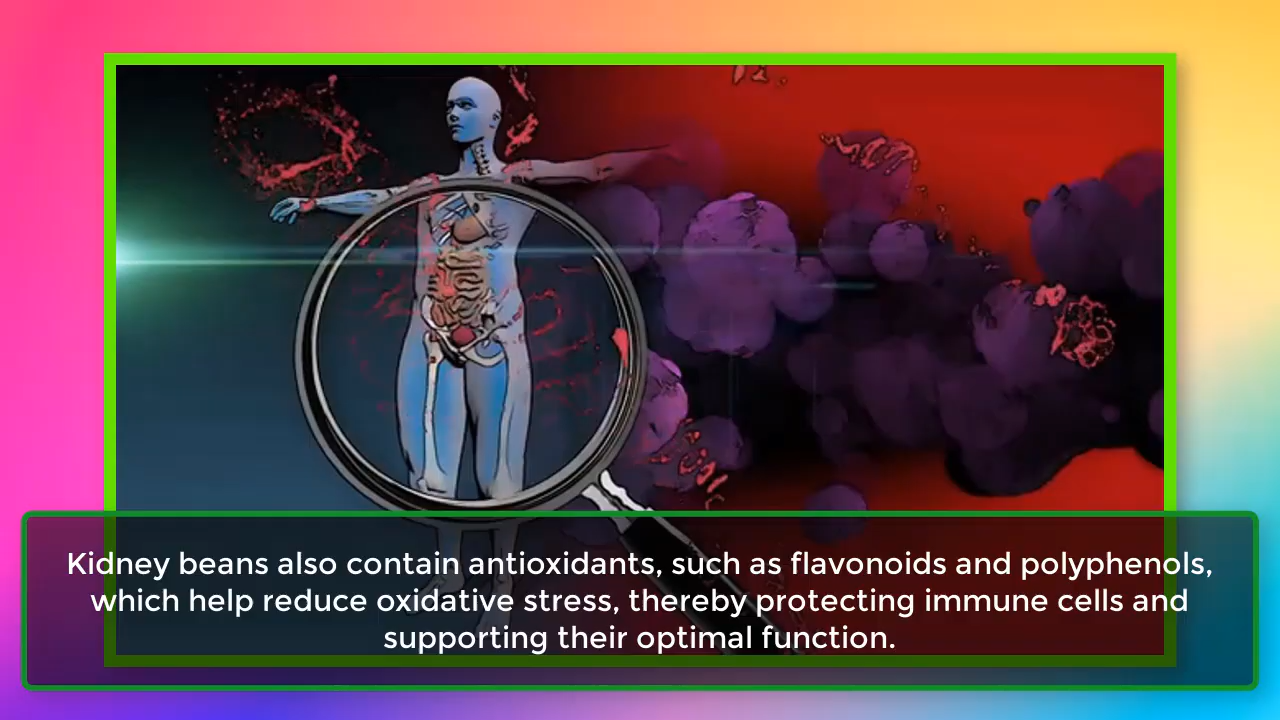 Kidney beans also contain antioxidants, such as flavonoids and polyphenols,
which help reduce oxidative stress, thereby protecting immune cells and
supporting their optimal function.